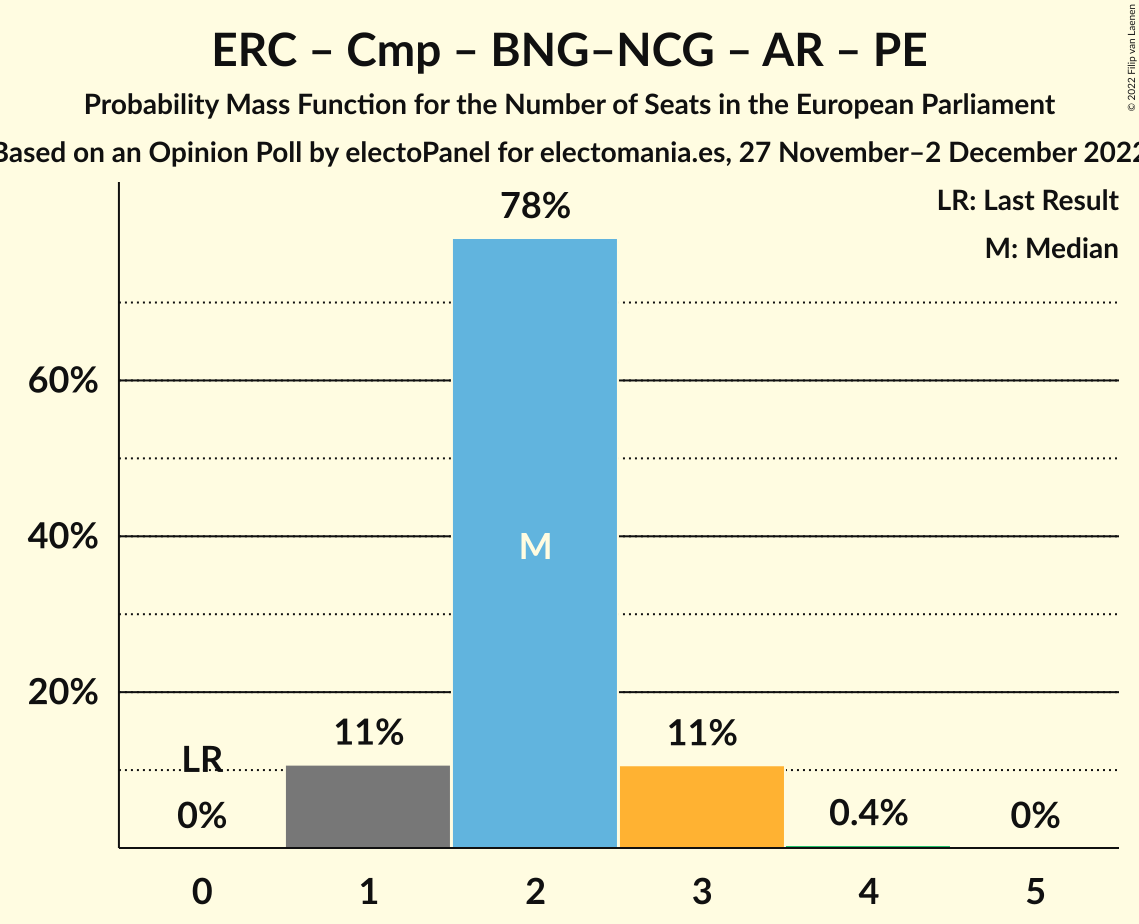 ERC – Cmp – BNG–NCG – AR – PE
Probability Mass Function for the Number of Seats in the European Parliament
Based on an Opinion Poll by electoPanel for electomania.es, 27 November–2 December 2022
© 2022 Filip van Laenen
LR: Last Result
M: Median
78%
60%
40%
M
20%
11%
11%
LR
0%
0.4%
0%
0 1 2 3 4 5